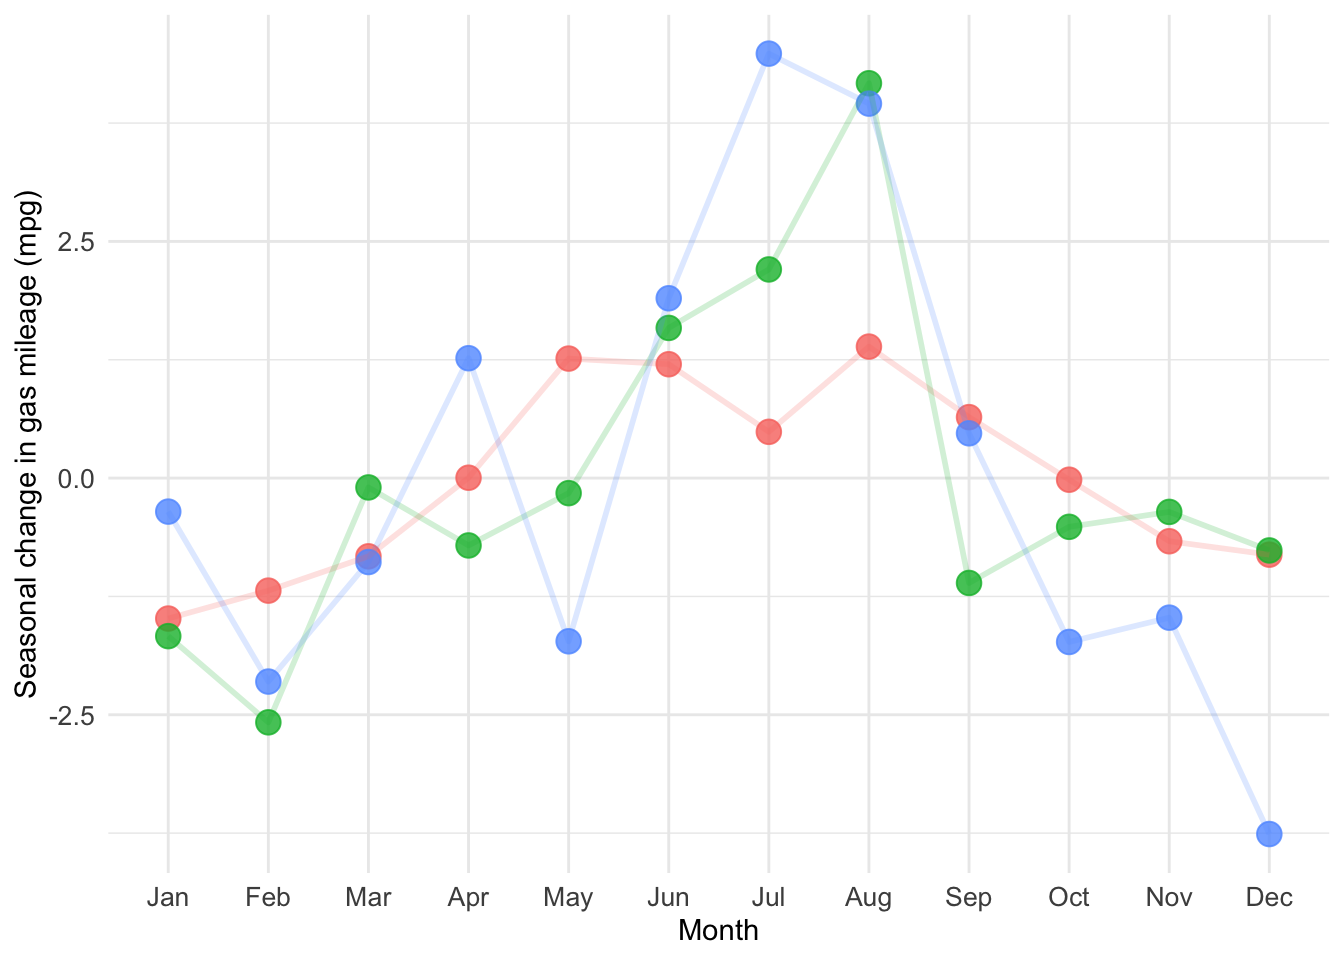 Seasonal change in gas mileage (mpg)
2.5
0.0
-2.5
Jan Feb Mar Apr May Jun Jul Aug Sep Oct Nov Dec
Month